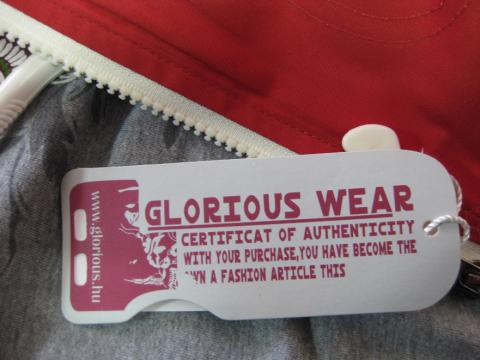 GLORIOUS WEAR
CERTIFICAT OF AUTHENTICITY
WITH YOUR PURCHASE,YOU HAVE BECOME THE
A FASHION ARTICLE THIS
www.glorious.hu